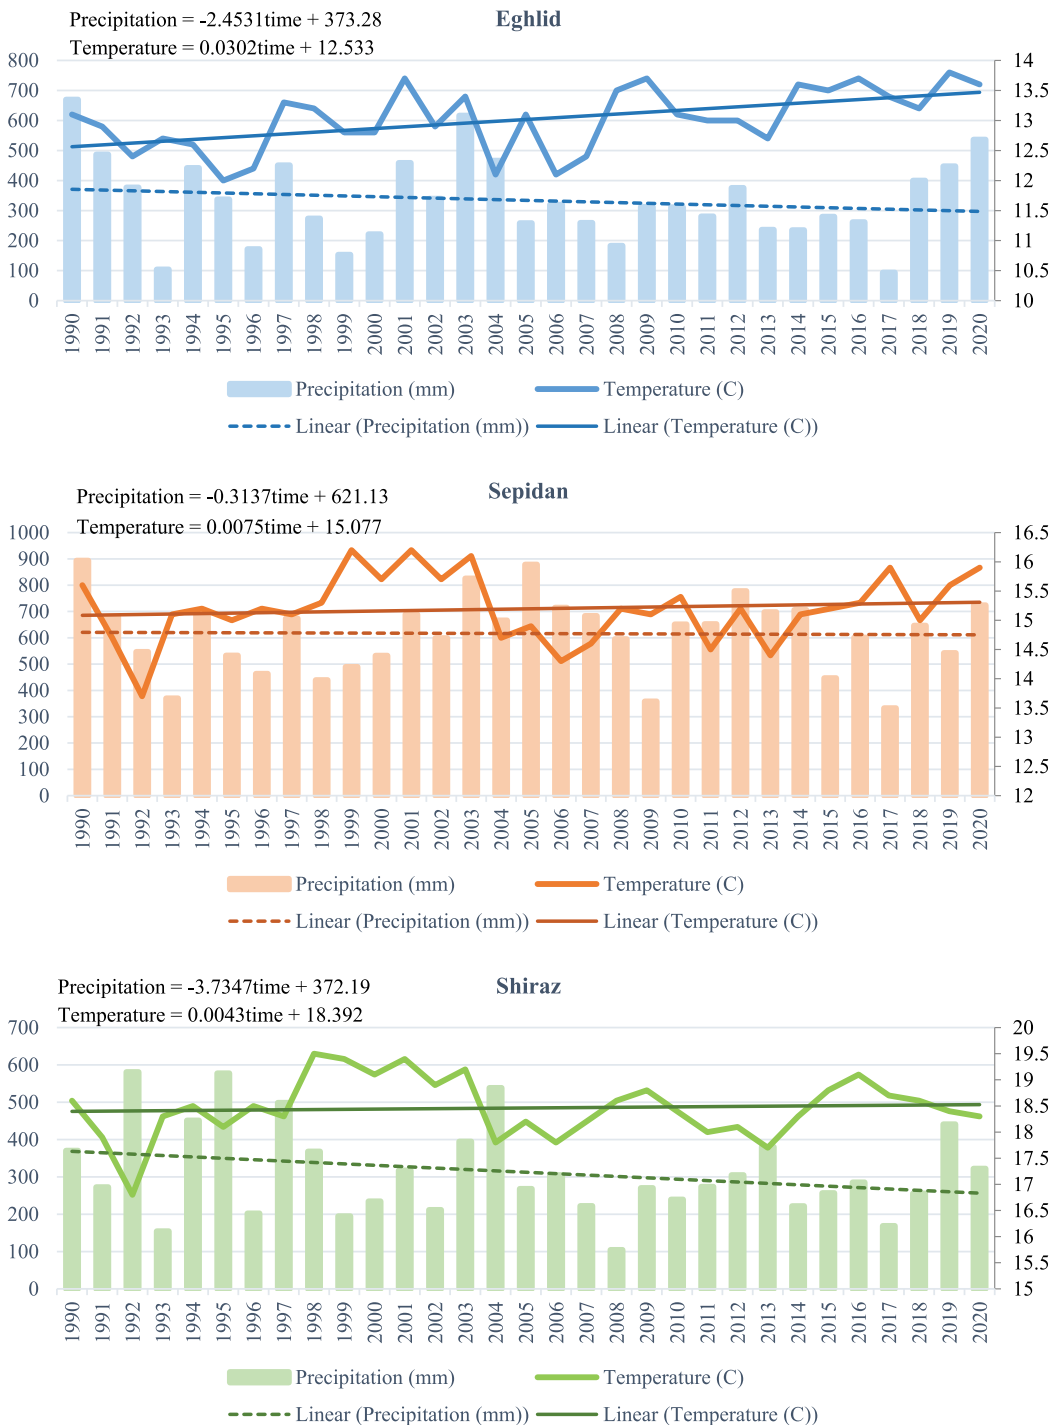 Precipitation = -2.4531time + 373.28
Eghlid
Temperature = 0.0302time + 12.533
800 14
700 13.5
600 13
500 12.5
400 12
300 11.5
200 11
100 10.5
0 10
1990 1991 1992 1993 1994 1995 1996 1997 1998 1999 2000 2001 2002 2003 2004 2005 2006 2007 2008 2009 2010 2011 2012 2013 2014 2015 2016 2017 2018 2019 2020
Precipitation (mm) Temperature (C)
Linear (Precipitation (mm)) Linear (Temperature (C))
Precipitation = -0.3137time + 621.13
Sepidan
Temperature = 0.0075time + 15.077
1000 16.5
900 16
800 15.5
700 15
600 14.5
500 14
400 13.5
300 13
200 12.5
100 12
0
1990 1991 1992 1993 1994 1995 1996 1997 1998 1999 2000 2001 2002 2003 2004 2005 2006 2007 2008 2009 2010 2011 2012 2013 2014 2015 2016 2017 2018 2019 2020
Precipitation (mm) Temperature (C)
Linear (Precipitation (mm)) Linear (Temperature (C))
Precipitation = -3.7347time + 372.19
Shiraz
Temperature = 0.0043time + 18.392
700 20
600 19.5
500 19
400 18.5
300 18
200 17.5
100 17
0 16.5
16
15.5
15
1990 1991 1992 1993 1994 1995 1996 1997 1998 1999 2000 2001 2002 2003 2004 2005 2006 2007 2008 2009 2010 2011 2012 2013 2014 2015 2016 2017 2018 2019 2020
Precipitation (mm) Temperature (C)
Linear (Precipitation (mm)) Linear (Temperature (C))